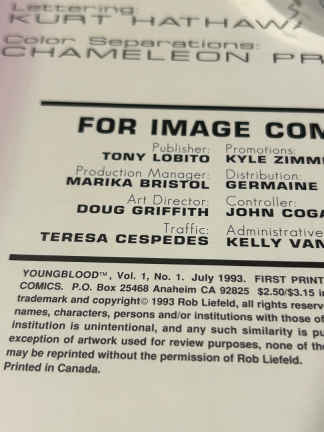 Lettering:
KURT HATHAW
Color Separations:
CHAMELEON PR
FOR IMAGE COM
Publisher: Promotions:
TONY LOBITO KYLE ZIMM
Production Manager: Distribution:
MARIKA BRISTOL GERMAINE
Art Director: Controller:
DOUG GRIFFITH JOHN COGA
Traffic: Administrative
TERESA CESPEDES KELLY VAN
YOUNGBLOOD™, Vol. 1, No. 1. July 1993. FIRST PRINT
COMICS. P.O. Box 25468 Anaheim CA 92825 $2.50/$3.15 i
trademark and copyright© 1993 Rob Liefeld, all rights reserv
names, characters, persons and/or institutions with those of
institution is unintentional, and any such similarity is pu
exception of artwork used for review purposes, none of the
may be reprinted without the permission of Rob Liefeld.
Printed in Canada.